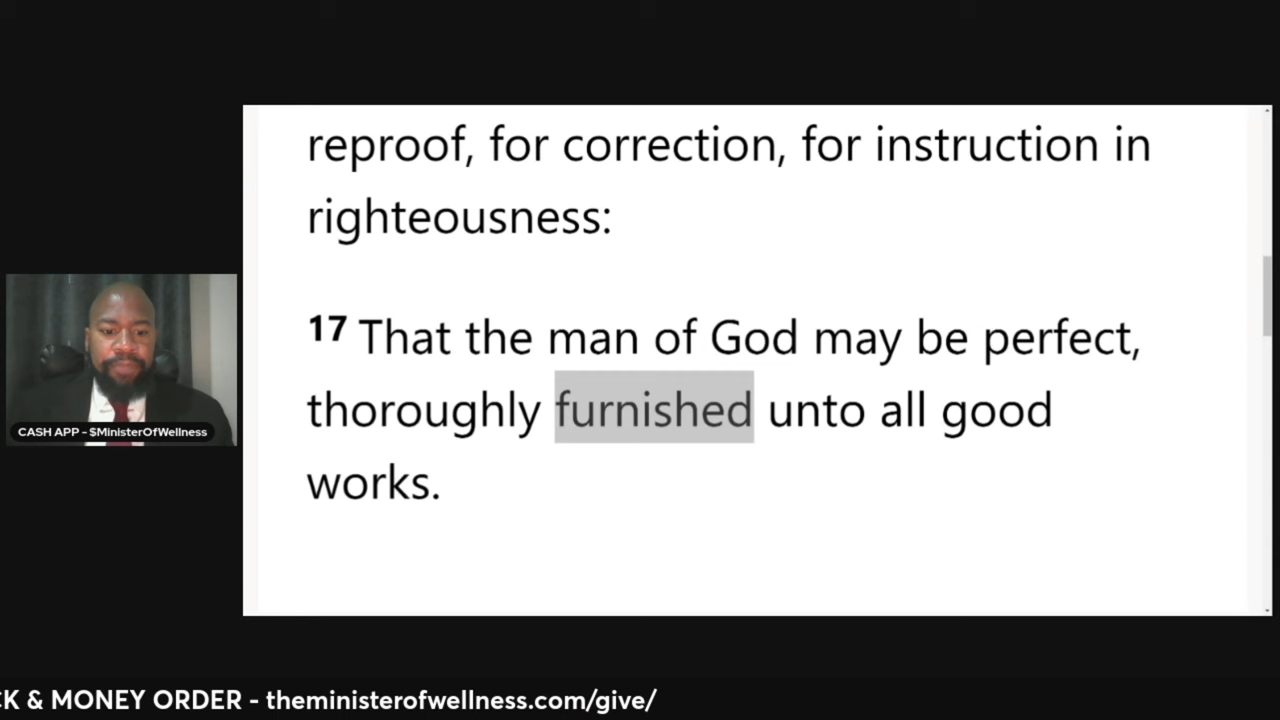 reproof, for correction, for instruction in
righteousness:
17 That the man of God may be perfect,
thoroughly furnished unto all good
works.
CASH APP - $MinisterOfWellness
CK & MONEY ORDER - theministerofwellness.com/give/